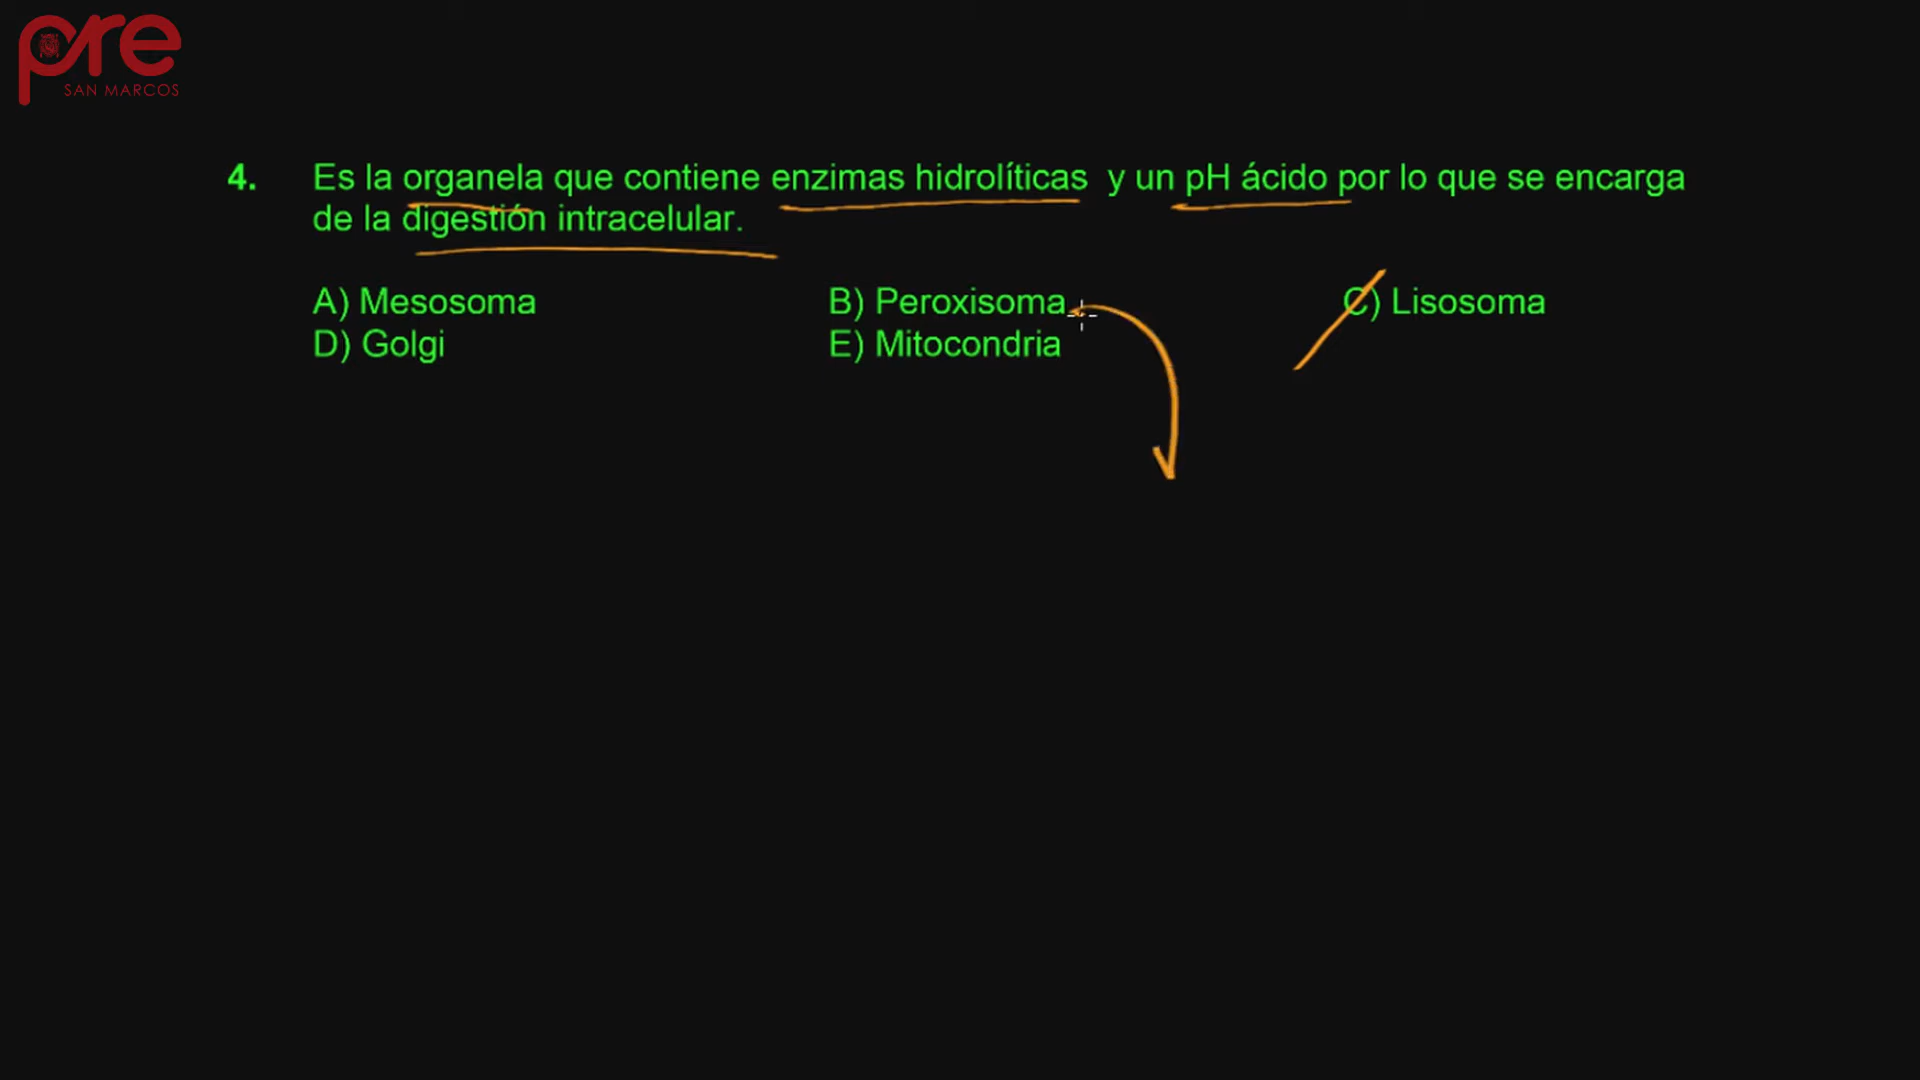 pre
SAN MARCOS
4. Es la organela que contiene enzimas hidrolíticas y un pH ácido por lo que se encarga
de la digestión intracelular.
A) Mesosoma B) Peroxisoma C) Lisosoma
D) Golgi E) Mitocondria